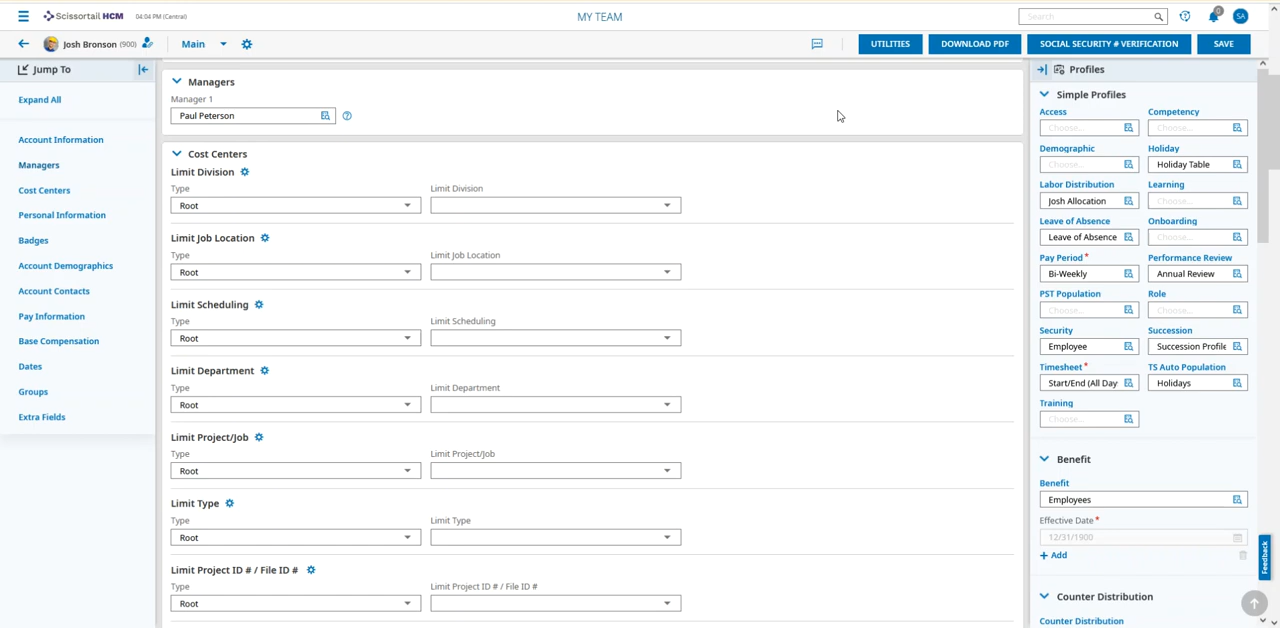 Scissortail HCM 04:04 PM (Central) MY TEAM Search 0 SA
Josh Bronson (900) Main UTILITIES DOWNLOAD PDF SOCIAL SECURITY # VERIFICATION SAVE
Jump To
Expand All
Account Information
Managers
Cost Centers
Personal Information
Badges
Account Demographics
Account Contacts
Pay Information
Base Compensation
Dates
Groups
Extra Fields
Managers
Manager 1
Paul Peterson
Cost Centers
Limit Division
Type Limit Division
Root
Limit Job Location
Type Limit Job Location
Root
Limit Scheduling
Type Limit Scheduling
Root
Limit Department
Type Limit Department
Root
Limit Project/Job
Type Limit Project/Job
Root
Limit Type
Type Limit Type
Root
Limit Project ID # / File ID #
Type Limit Project ID # / File ID #
Root
Profiles
Simple Profiles
Access Competency
Choose... Choose...
Demographic Holiday
Choose... Holiday Table
Labor Distribution Learning
Josh Allocation Choose...
Leave of Absence Onboarding
Leave of Absence Choose...
Pay Period* Performance Review
Bi-Weekly Annual Review
PST Population Role
Choose... Choose...
Security Succession
Employee Succession Profile
Timesheet* TS Auto Population
Start/End (All Day Holidays
Training
Choose...
Benefit
Benefit
Employees
Effective Date*
12/31/1900
+ Add
Counter Distribution
Counter Distribution
Feedback